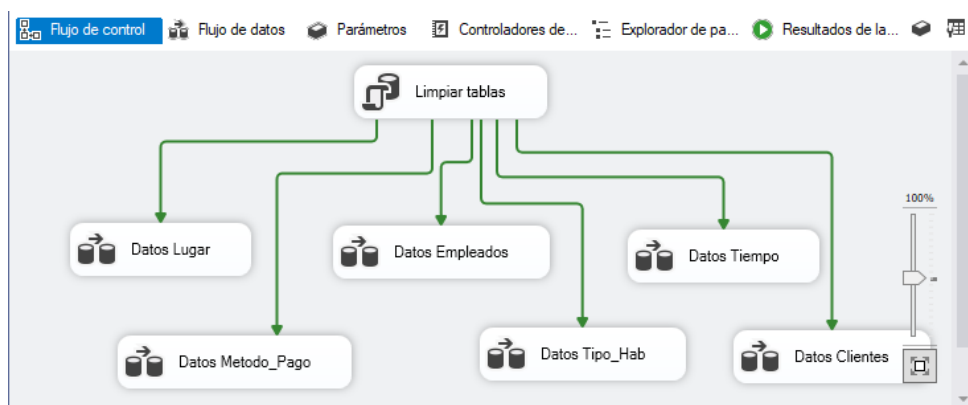 Flujo de control
Flujo de datos
Parámetros
Controladores de...
Explorador de pa...
Resultados de la...
Limpiar tablas
100%
Datos Lugar
Datos Empleados
Datos Tiempo
Datos Metodo_Pago
Datos Tipo_Hab
Datos Clientes